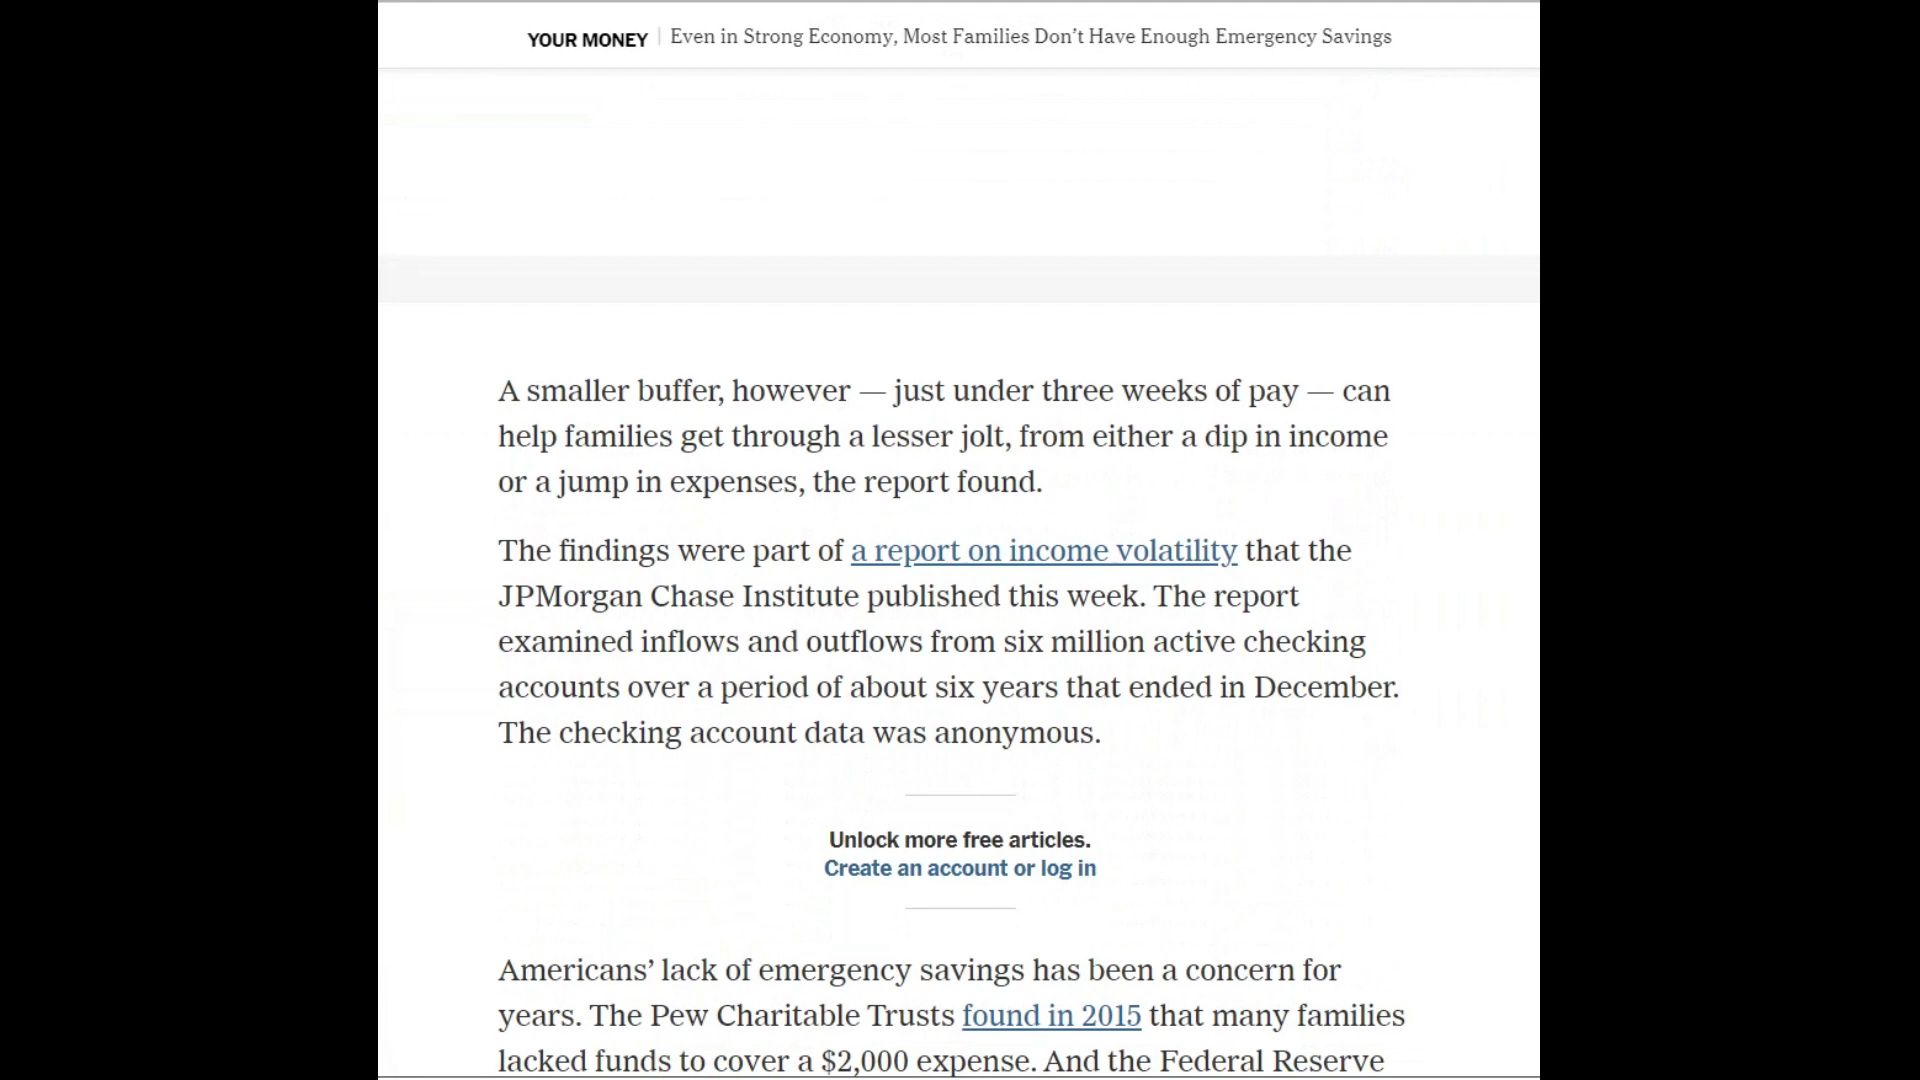 YOUR MONEY | Even in Strong Economy, Most Families Don’t Have Enough Emergency Savings
A smaller buffer, however — just under three weeks of pay — can
help families get through a lesser jolt, from either a dip in income
or a jump in expenses, the report found.
The findings were part of a report on income volatility that the
JPMorgan Chase Institute published this week. The report
examined inflows and outflows from six million active checking
accounts over a period of about six years that ended in December.
The checking account data was anonymous.
Unlock more free articles.
Create an account or log in
Americans’ lack of emergency savings has been a concern for
years. The Pew Charitable Trusts found in 2015 that many families
lacked funds to cover a $2,000 expense. And the Federal Reserve